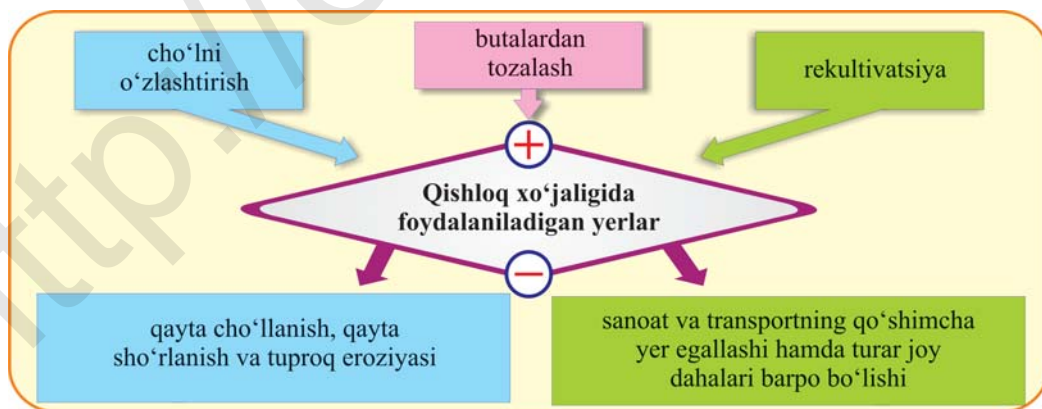 cho‘lni
o‘zlashtirish
butalardan
tozalash
rekultivatsiya
+
Qishloq xo‘jaligida
foydalaniladigan yerlar
−
qayta cho‘llanish, qayta
sho‘rlanish va tuproq eroziyasi
sanoat va transportning qo‘shimcha
yer egallashi hamda turar joy
dahalari barpo bo‘lishi
http://